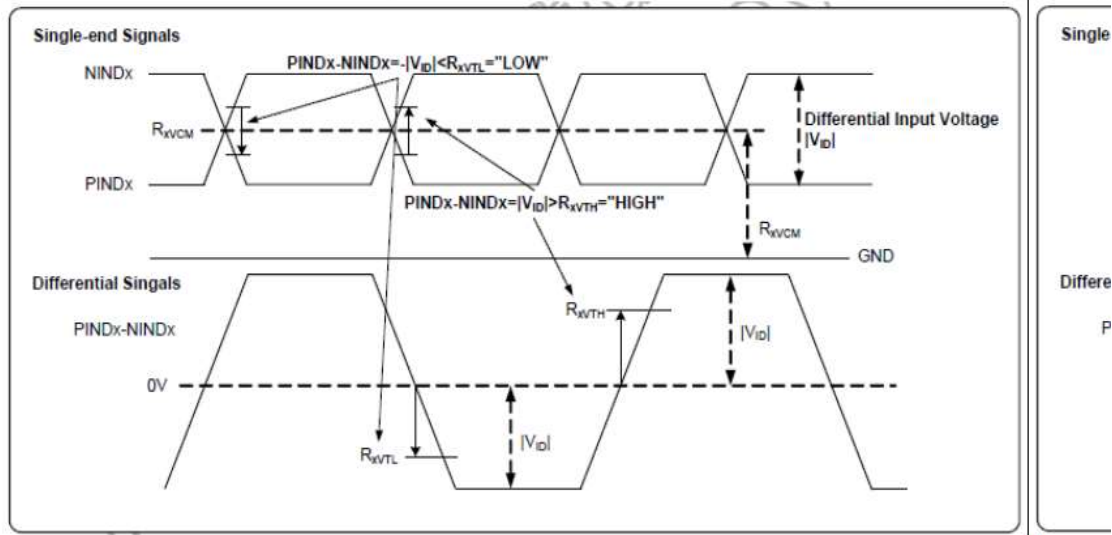 Single-end Signals
PINDx-NINDx=-|VID|<RxVTL="LOW"
NINDx
RxVCM
Differential Input Voltage
|VID|
PINDx
PINDx-NINDx=|VID|>RxVTH="HIGH"
RxVCM
GND
Differential Singals
PINDx-NINDx
RxVTH
|VID|
0V
|VID|
RxVTL
Single
Differe
P